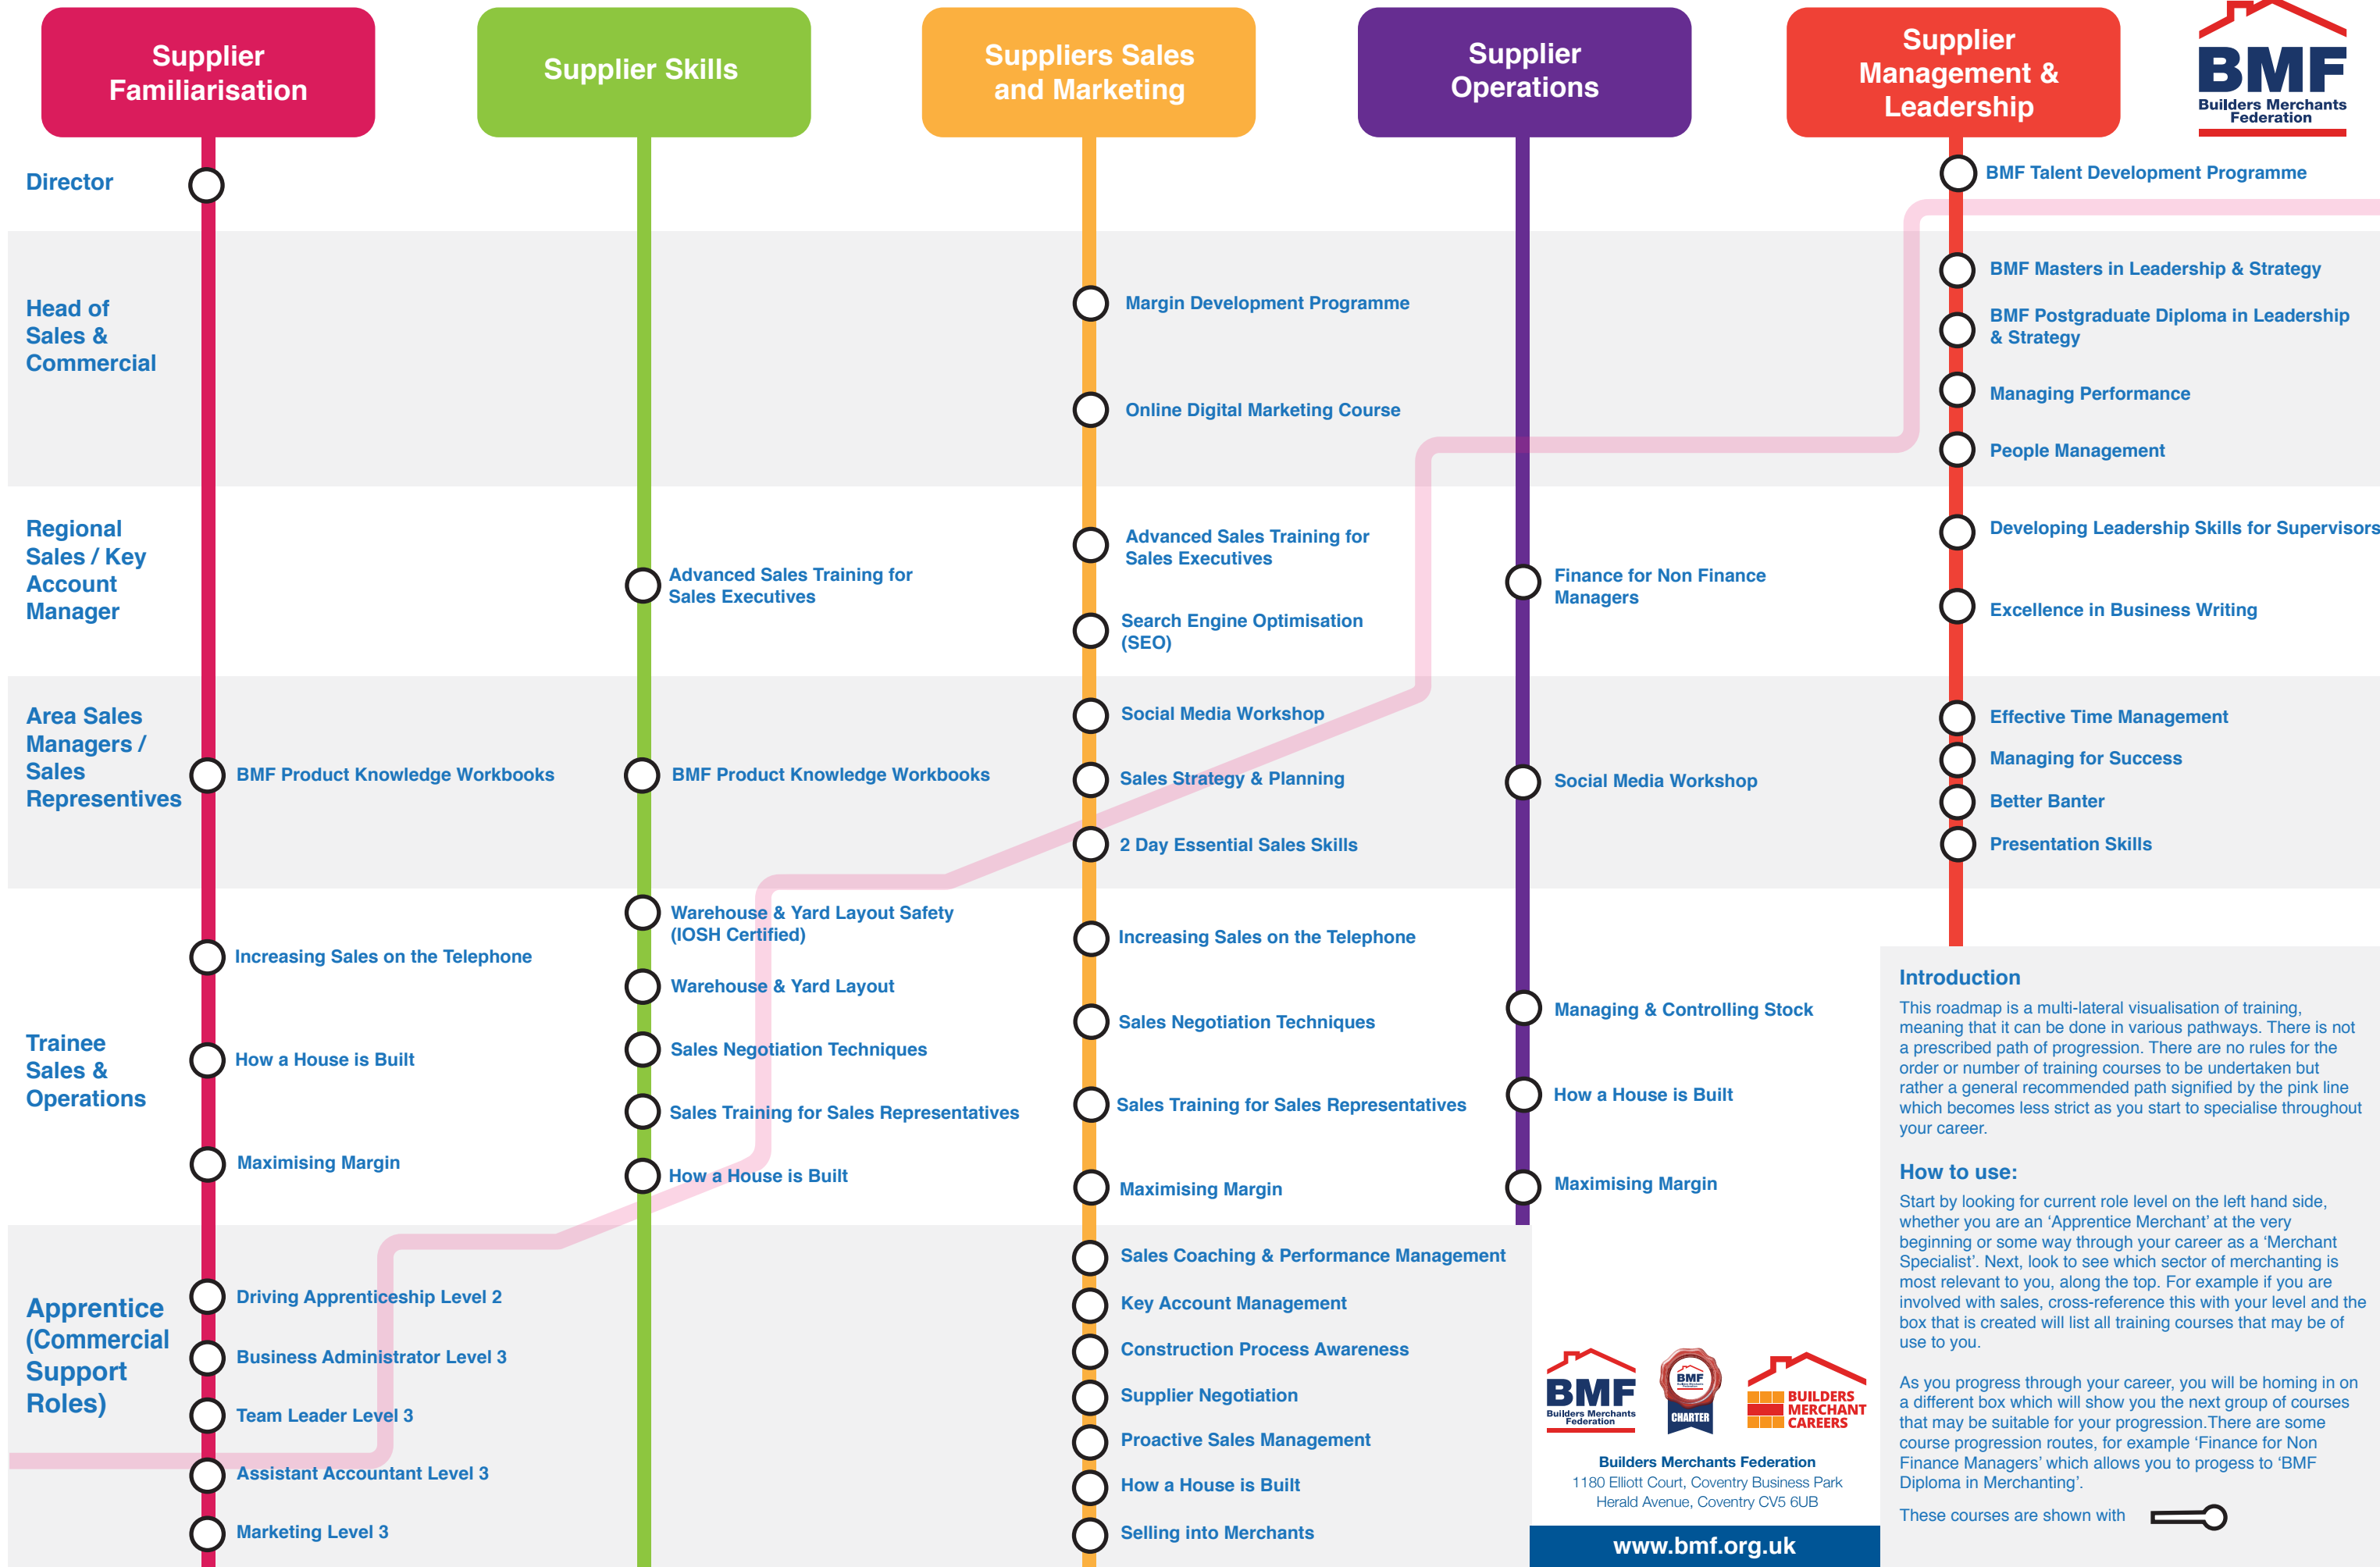 Supplier
Familiarisation
Supplier Skills
Suppliers Sales
and Marketing
Supplier
Operations
Supplier
Management &
Leadership
BMF
Builders Merchants
Federation
Director
BMF Talent Development Programme
Head of
Sales &
Commercial
Margin Development Programme
Online Digital Marketing Course
BMF Masters in Leadership & Strategy
BMF Postgraduate Diploma in Leadership
& Strategy
Managing Performance
People Management
Regional
Sales / Key
Account
Manager
Advanced Sales Training for
Sales Executives
Advanced Sales Training for
Sales Executives
Search Engine Optimisation
(SEO)
Finance for Non Finance
Managers
Developing Leadership Skills for Supervisors
Excellence in Business Writing
Area Sales
Managers /
Sales
Representives
BMF Product Knowledge Workbooks
BMF Product Knowledge Workbooks
Social Media Workshop
Sales Strategy & Planning
2 Day Essential Sales Skills
Social Media Workshop
Effective Time Management
Managing for Success
Better Banter
Presentation Skills
Trainee
Sales &
Operations
Increasing Sales on the Telephone
How a House is Built
Maximising Margin
Warehouse & Yard Layout Safety
(IOSH Certified)
Warehouse & Yard Layout
Sales Negotiation Techniques
Sales Training for Sales Representatives
How a House is Built
Increasing Sales on the Telephone
Sales Negotiation Techniques
Sales Training for Sales Representatives
Maximising Margin
Managing & Controlling Stock
How a House is Built
Maximising Margin
Apprentice
(Commercial
Support
Roles)
Driving Apprenticeship Level 2
Business Administrator Level 3
Team Leader Level 3
Assistant Accountant Level 3
Marketing Level 3
Sales Coaching & Performance Management
Key Account Management
Construction Process Awareness
Supplier Negotiation
Proactive Sales Management
How a House is Built
Selling into Merchants
Introduction
This roadmap is a multi-lateral visualisation of training,
meaning that it can be done in various pathways. There is not
a prescribed path of progression. There are no rules for the
order or number of training courses to be undertaken but
rather a general recommended path signified by the pink line
which becomes less strict as you start to specialise throughout
your career.
How to use:
Start by looking for current role level on the left hand side,
whether you are an ‘Apprentice Merchant’ at the very
beginning or some way through your career as a ‘Merchant
Specialist’. Next, look to see which sector of merchanting is
most relevant to you, along the top. For example if you are
involved with sales, cross-reference this with your level and the
box that is created will list all training courses that may be of
use to you.
As you progress through your career, you will be homing in on
a different box which will show you the next group of courses
that may be suitable for your progression.There are some
course progression routes, for example ‘Finance for Non
Finance Managers’ which allows you to progess to ‘BMF
Diploma in Merchanting’.
These courses are shown with
BMF
Builders Merchants
Federation
BMF
CHARTER
BUILDERS
MERCHANT
CAREERS
Builders Merchants Federation
1180 Elliott Court, Coventry Business Park
Herald Avenue, Coventry CV5 6UB
www.bmf.org.uk